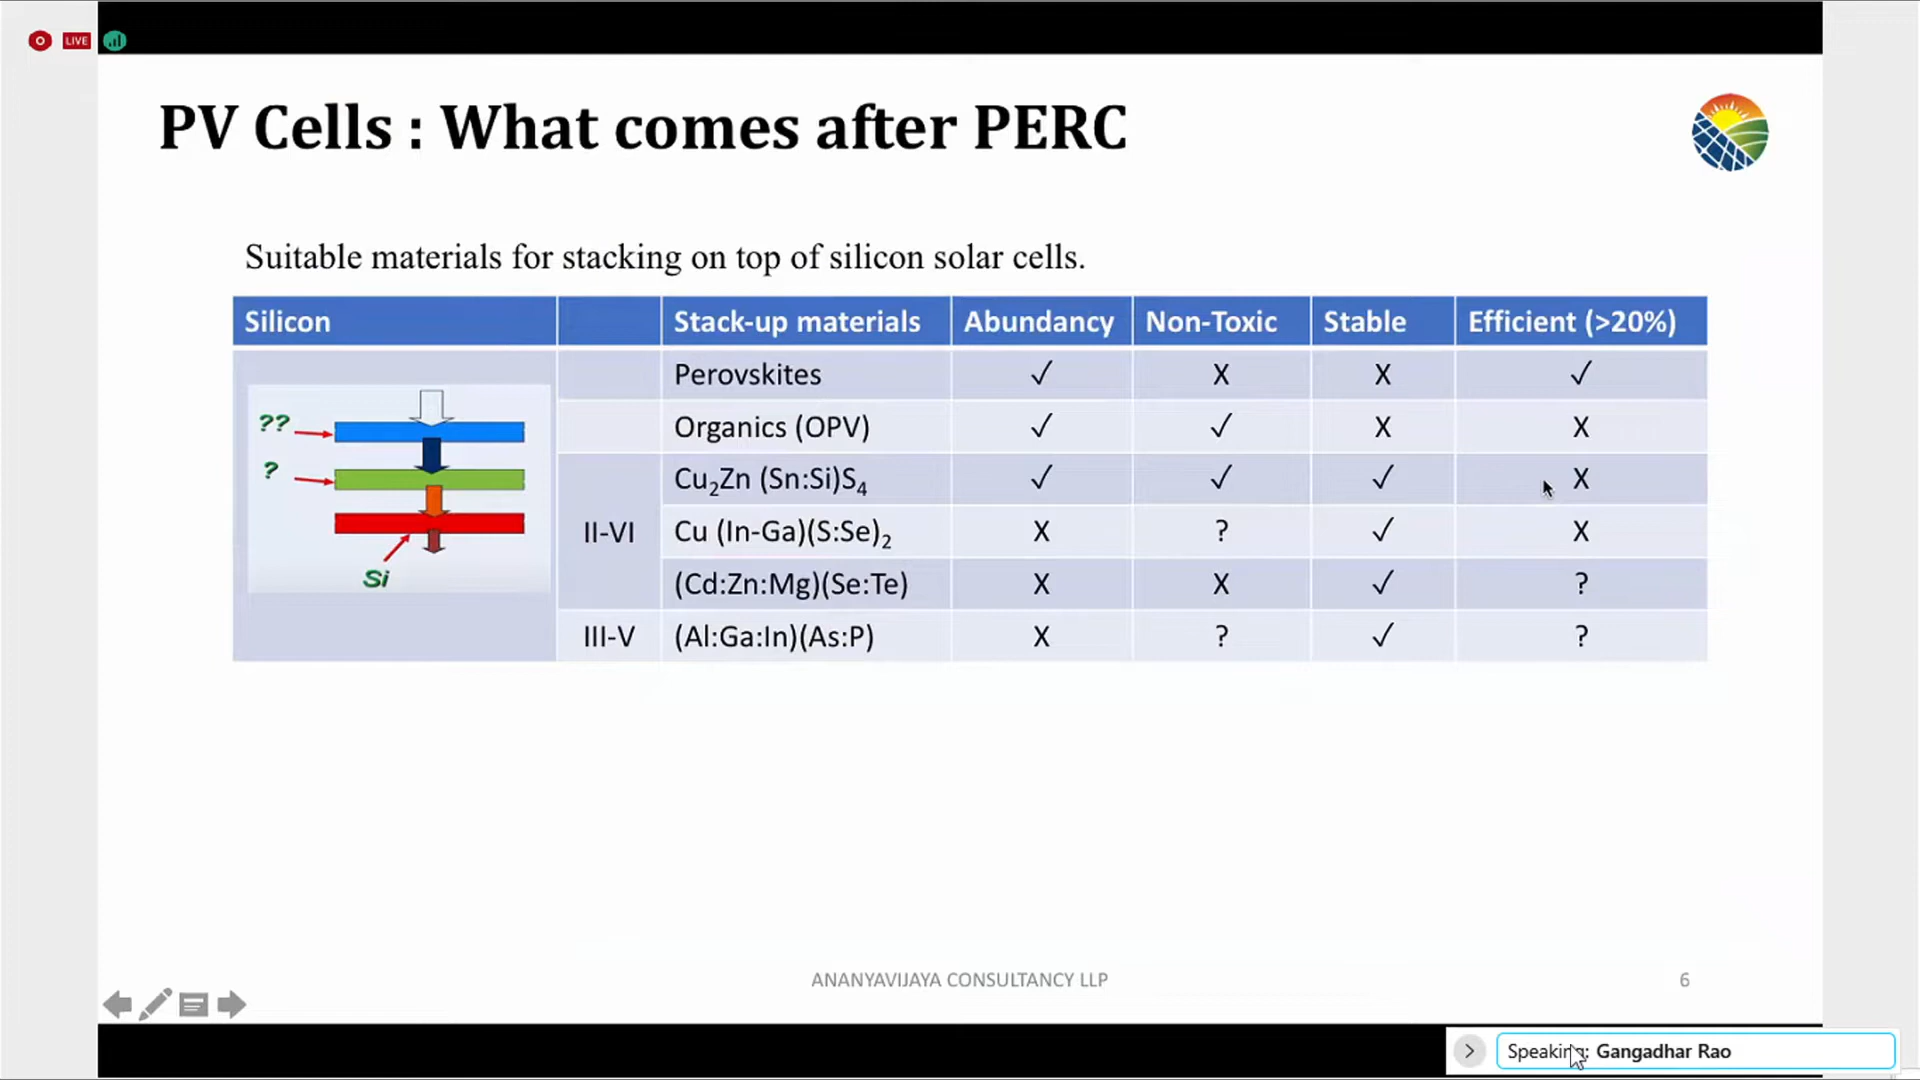 LIVE
PV Cells : What comes after PERC
Suitable materials for stacking on top of silicon solar cells.
Silicon Stack-up materials Abundancy Non-Toxic Stable Efficient (>20%)
Perovskites ✓ X X ✓
Organics (OPV) ✓ ✓ X X
Cu₂Zn (Sn:Si)S₄ ✓ ✓ ✓ X
II-VI Cu (In-Ga)(S:Se)₂ X ? ✓ X
(Cd:Zn:Mg)(Se:Te) X X ✓ ?
III-V (Al:Ga:In)(As:P) X ? ✓ ?
??
?
Si
ANANYAVIJAYA CONSULTANCY LLP 6
Speaking: Gangadhar Rao